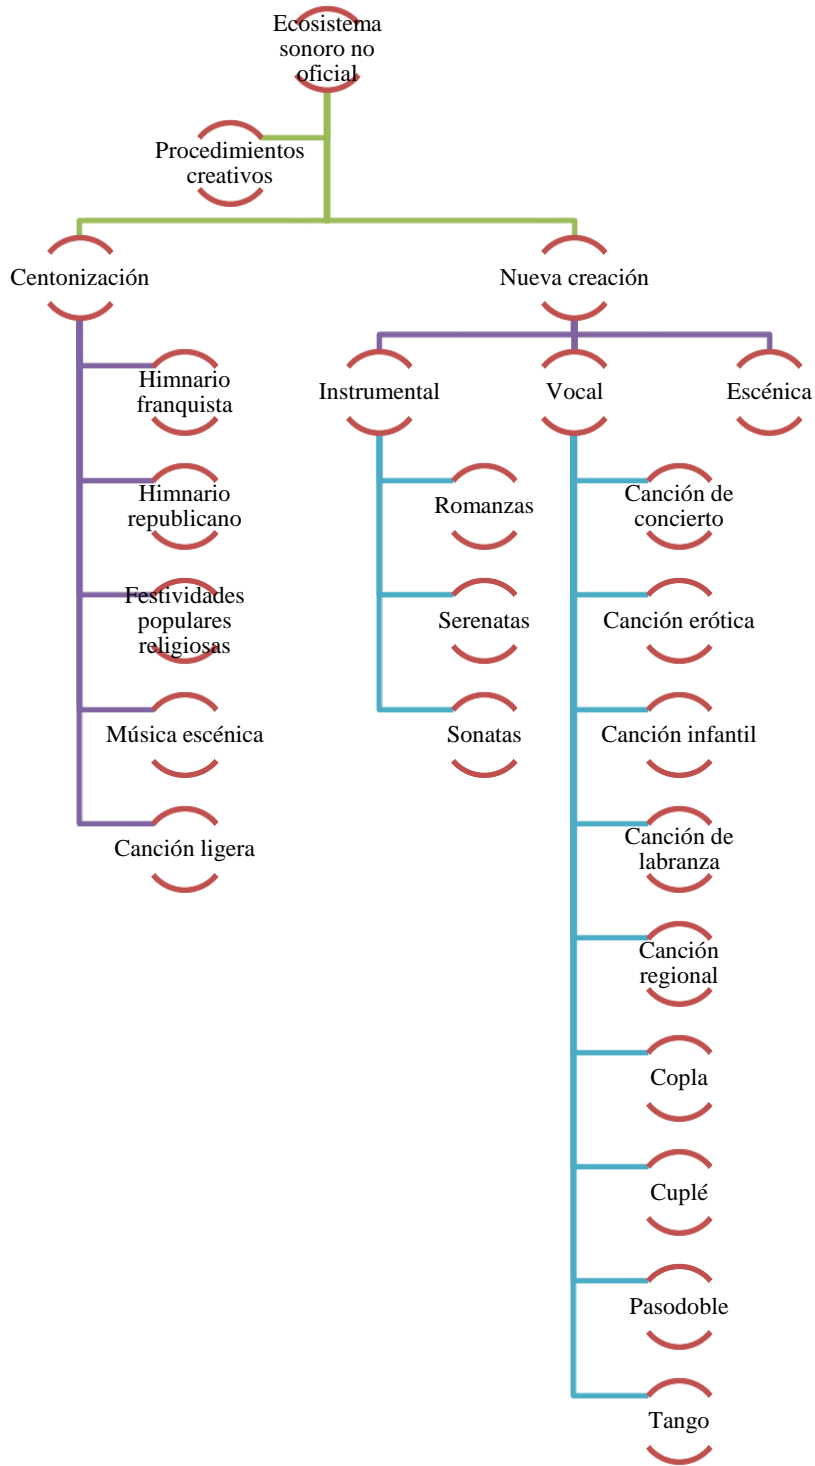 Ecosistema
sonoro no
oficial
Procedimientos
creativos
Centonización
Nueva creación
Himnario
franquista
Himnario
republicano
Festividades
populares
religiosas
Música escénica
Canción ligera
Instrumental
Vocal
Escénica
Romanzas
Serenatas
Sonatas
Canción de
concierto
Canción erótica
Canción infantil
Canción de
labranza
Canción
regional
Copla
Cuplé
Pasodoble
Tango